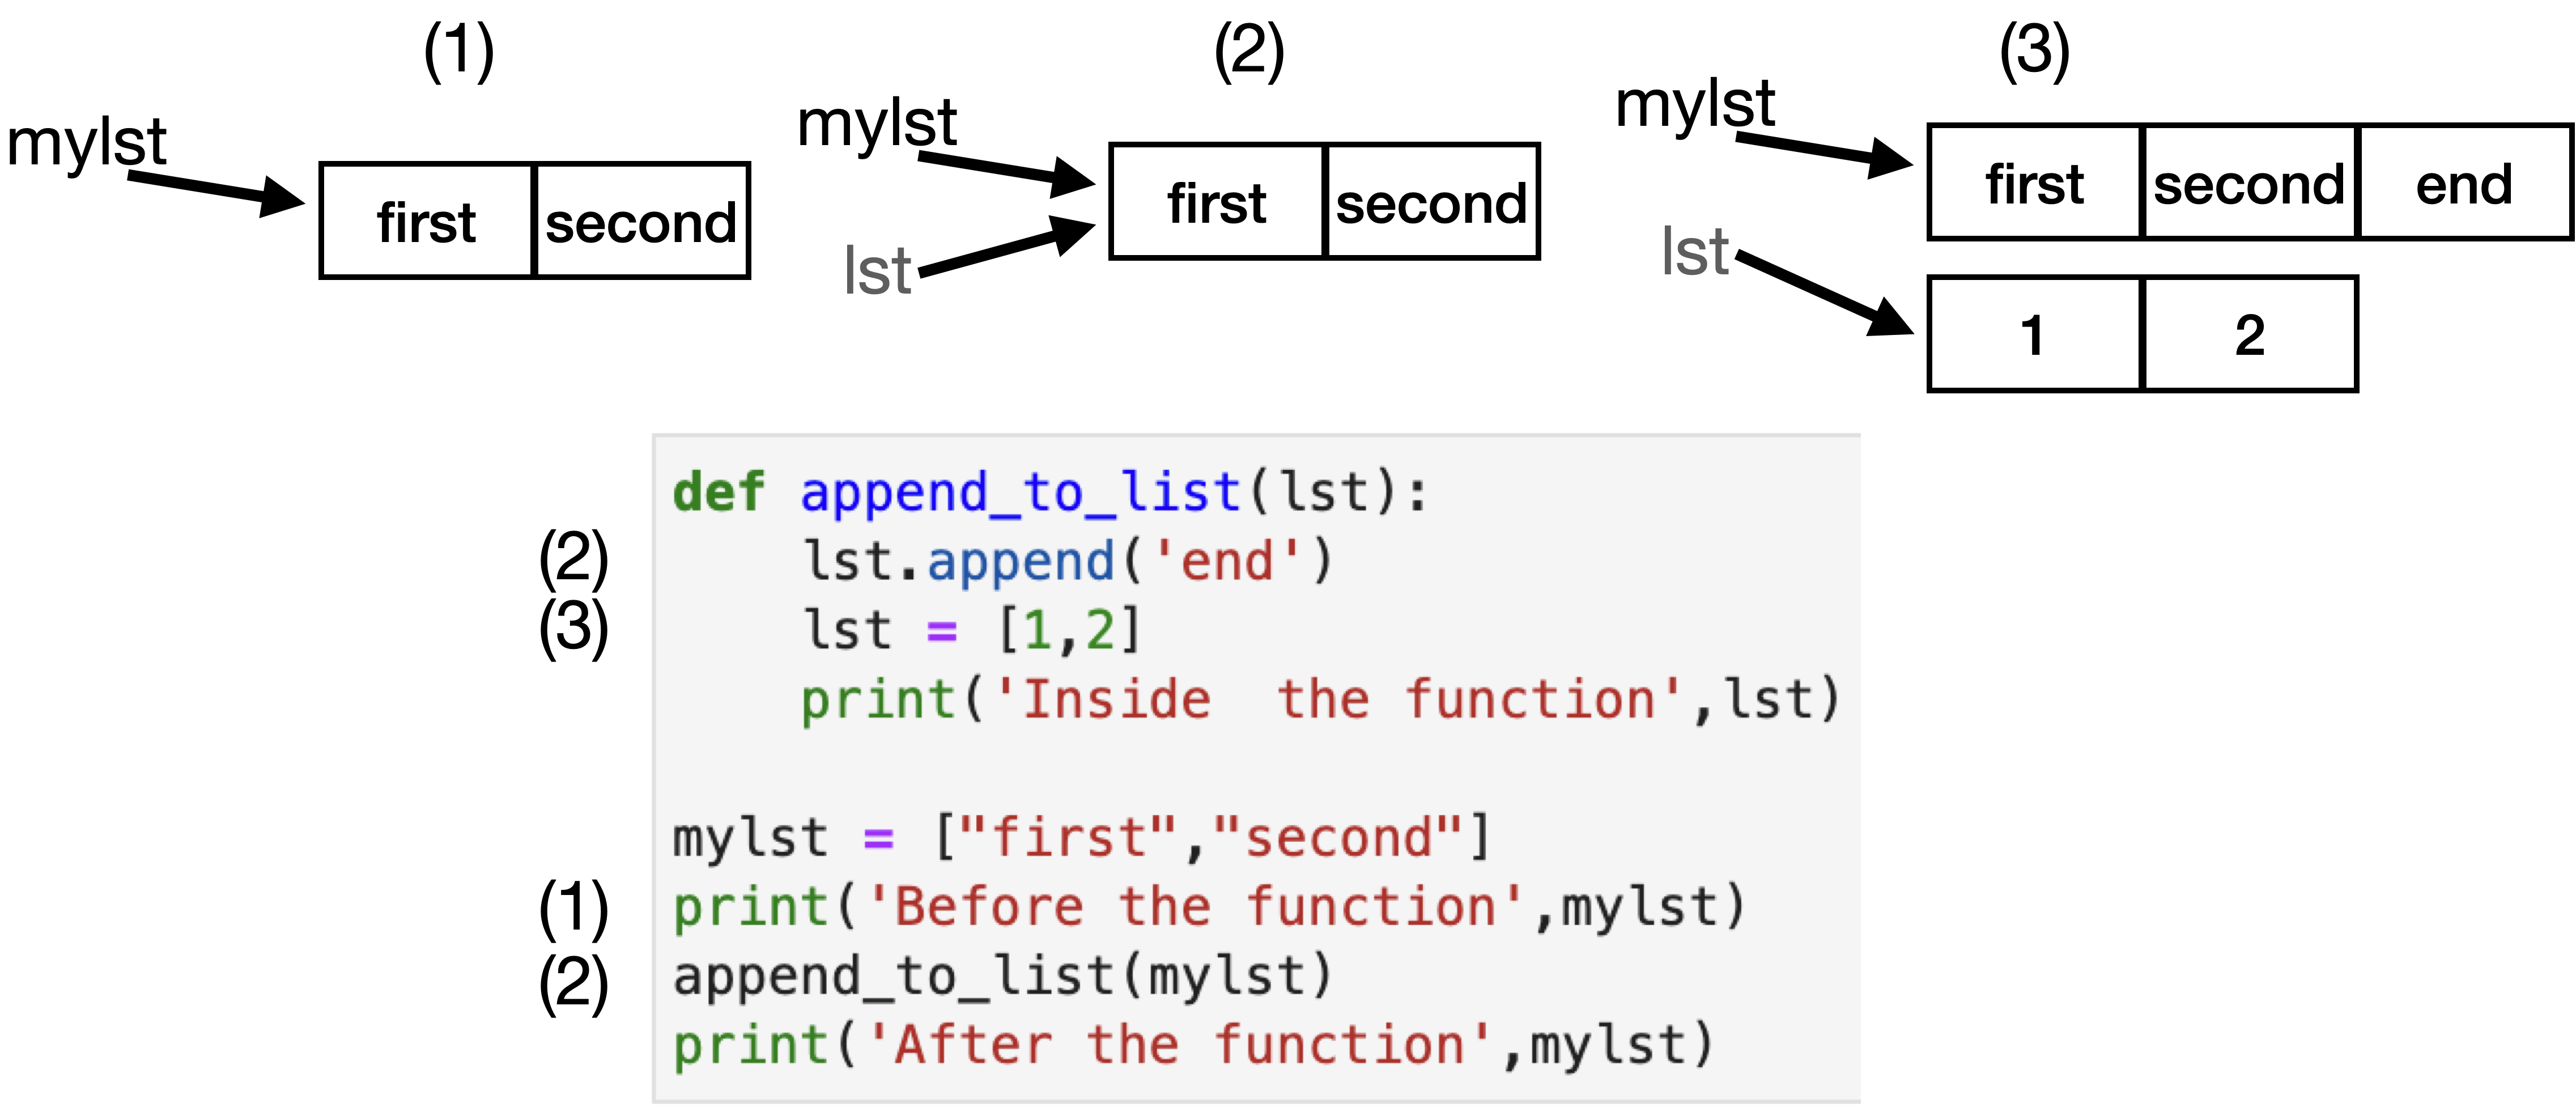 (1)
mylst
first second
(2)
mylst
lst
first second
(3)
mylst
lst
first second end
1 2
def append_to_list(lst):
(2) lst.append('end')
(3) lst = [1,2]
print('Inside  the function',lst)
mylst = ["first","second"]
(1) print('Before the function',mylst)
(2) append_to_list(mylst)
print('After the function',mylst)